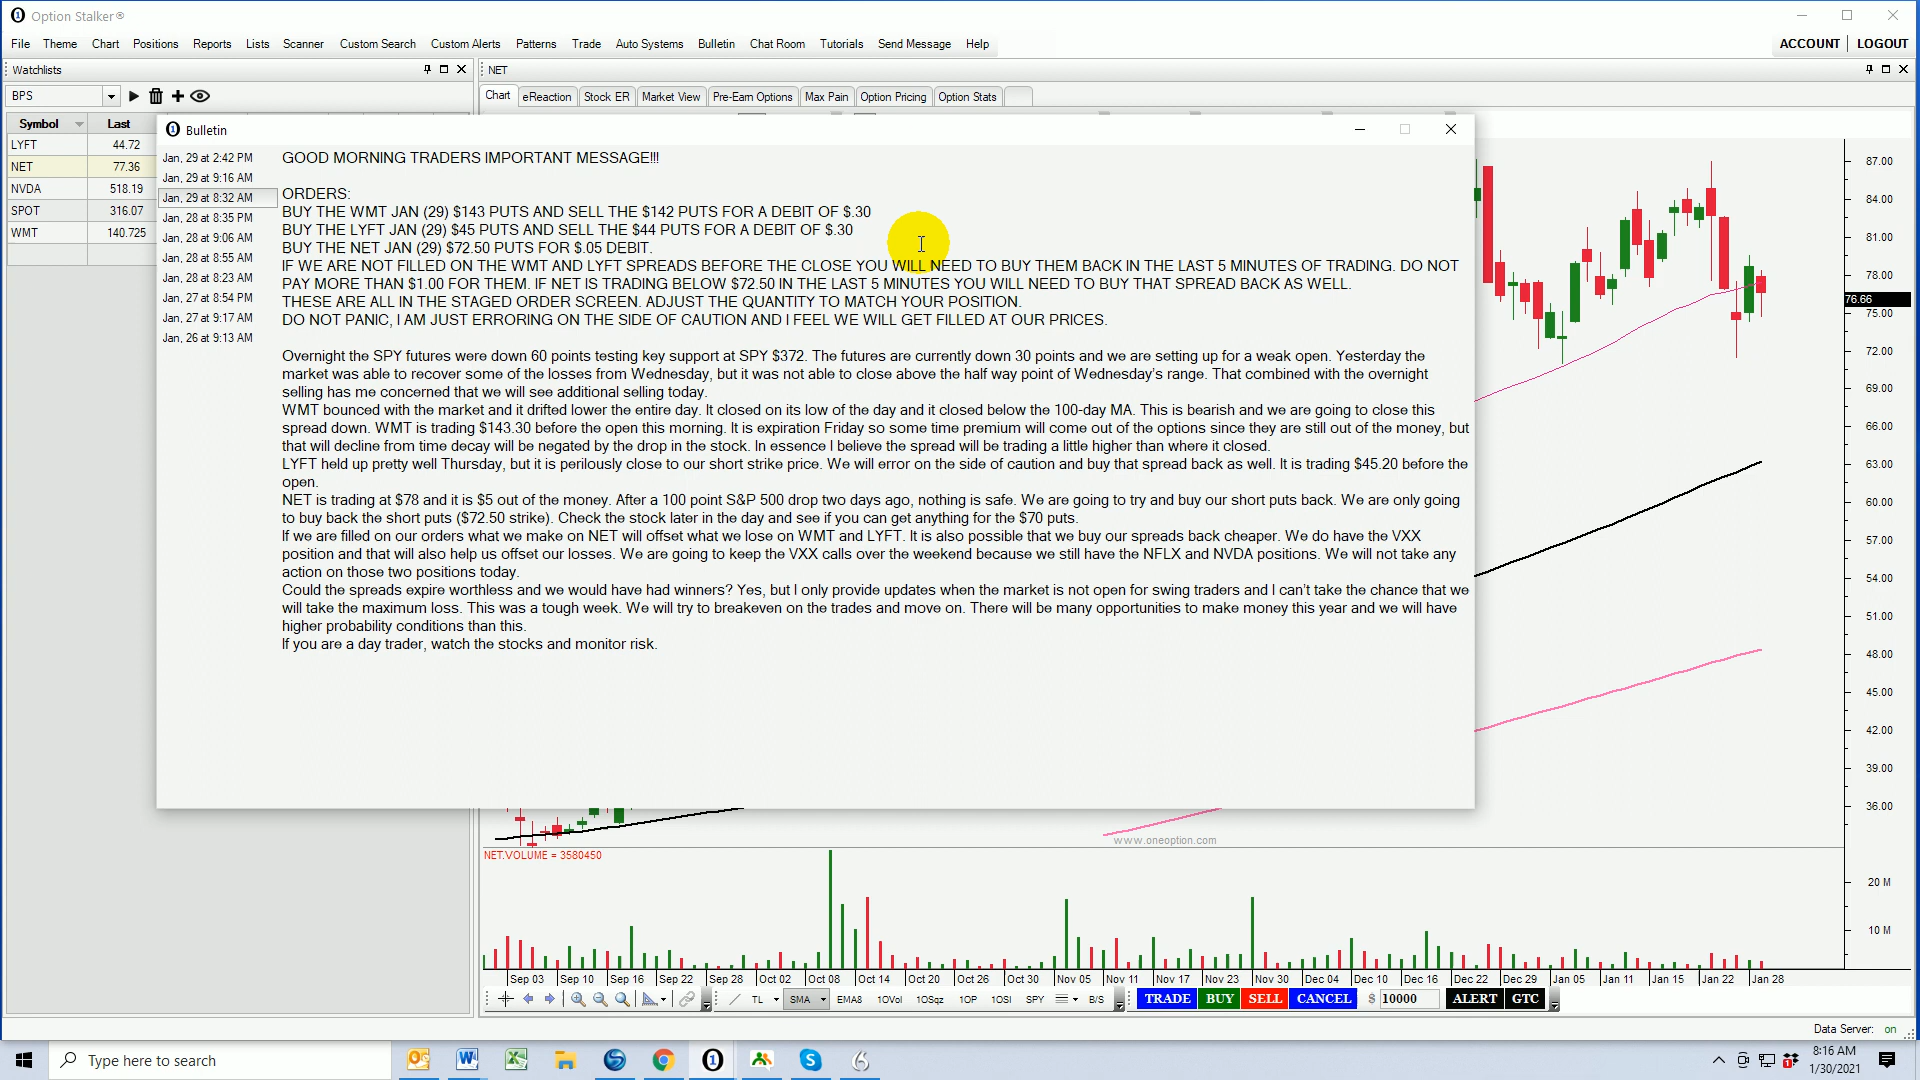 Option Stalker®
File Theme Chart Positions Reports Lists Scanner Custom Search Custom Alerts Patterns Trade Auto Systems Bulletin Chat Room Tutorials Send Message Help
ACCOUNT LOGOUT
Watchlists
NET
BPS
Chart eReaction Stock ER Market View Pre-Earn Options Max Pain Option Pricing Option Stats
Symbol Last
LYFT 44.72
NET 77.36
NVDA 518.19
SPOT 316.07
WMT 140.725
Bulletin
Jan, 29 at 2:42 PM
Jan, 29 at 9:16 AM
Jan, 29 at 8:32 AM
Jan, 28 at 8:35 PM
Jan, 28 at 9:06 AM
Jan, 28 at 8:55 AM
Jan, 28 at 8:23 AM
Jan, 27 at 8:54 PM
Jan, 27 at 9:17 AM
Jan, 26 at 9:13 AM
GOOD MORNING TRADERS IMPORTANT MESSAGE!!!
ORDERS:
BUY THE WMT JAN (29) $143 PUTS AND SELL THE $142 PUTS FOR A DEBIT OF $.30
BUY THE LYFT JAN (29) $45 PUTS AND SELL THE $44 PUTS FOR A DEBIT OF $.30
BUY THE NET JAN (29) $72.50 PUTS FOR $.05 DEBIT.
IF WE ARE NOT FILLED ON THE WMT AND LYFT SPREADS BEFORE THE CLOSE YOU WILL NEED TO BUY THEM BACK IN THE LAST 5 MINUTES OF TRADING. DO NOT
PAY MORE THAN $1.00 FOR THEM. IF NET IS TRADING BELOW $72.50 IN THE LAST 5 MINUTES YOU WILL NEED TO BUY THAT SPREAD BACK AS WELL.
THESE ARE ALL IN THE STAGED ORDER SCREEN. ADJUST THE QUANTITY TO MATCH YOUR POSITION.
DO NOT PANIC, I AM JUST ERRORING ON THE SIDE OF CAUTION AND I FEEL WE WILL GET FILLED AT OUR PRICES.
Overnight the SPY futures were down 60 points testing key support at SPY $372. The futures are currently down 30 points and we are setting up for a weak open. Yesterday the
market was able to recover some of the losses from Wednesday, but it was not able to close above the half way point of Wednesday's range. That combined with the overnight
selling has me concerned that we will see additional selling today.
WMT bounced with the market and it drifted lower the entire day. It closed on its low of the day and it closed below the 100-day MA. This is bearish and we are going to close this
spread down. WMT is trading $143.30 before the open this morning. It is expiration Friday so some time premium will come out of the options since they are still out of the money, but
that will decline from time decay will be negated by the drop in the stock. In essence I believe the spread will be trading a little higher than where it closed.
LYFT held up pretty well Thursday, but it is perilously close to our short strike price. We will error on the side of caution and buy that spread back as well. It is trading $45.20 before the
open.
NET is trading at $78 and it is $5 out of the money. After a 100 point S&P 500 drop two days ago, nothing is safe. We are going to try and buy our short puts back. We are only going
to buy back the short puts ($72.50 strike). Check the stock later in the day and see if you can get anything for the $70 puts.
If we are filled on our orders what we make on NET will offset what we lose on WMT and LYFT. It is also possible that we buy our spreads back cheaper. We do have the VXX
position and that will also help us offset our losses. We are going to keep the VXX calls over the weekend because we still have the NFLX and NVDA positions. We will not take any
action on those two positions today.
Could the spreads expire worthless and we would have had winners? Yes, but I only provide updates when the market is not open for swing traders and I can't take the chance that we
will take the maximum loss. This was a tough week. We will try to breakeven on the trades and move on. There will be many opportunities to make money this year and we will have
higher probability conditions than this.
If you are a day trader, watch the stocks and monitor risk.
87.00
84.00
81.00
78.00
76.66
75.00
72.00
69.00
66.00
63.00
60.00
57.00
54.00
51.00
48.00
45.00
42.00
39.00
36.00
www.oneoption.com
NET.VOLUME = 3580450
20 M
10 M
Sep 03 Sep 10 Sep 16 Sep 22 Sep 28 Oct 02 Oct 08 Oct 14 Oct 20 Oct 26 Oct 30 Nov 05 Nov 11 Nov 17 Nov 23 Nov 30 Dec 04 Dec 10 Dec 16 Dec 22 Dec 29 Jan 05 Jan 11 Jan 15 Jan 22 Jan 28
TL SMA EMA8 1OVol 1OSqz 1OP 1OSI SPY B/S TRADE BUY SELL CANCEL $ 10000 ALERT GTC
Data Server: on
Type here to search
8:16 AM
1/30/2021